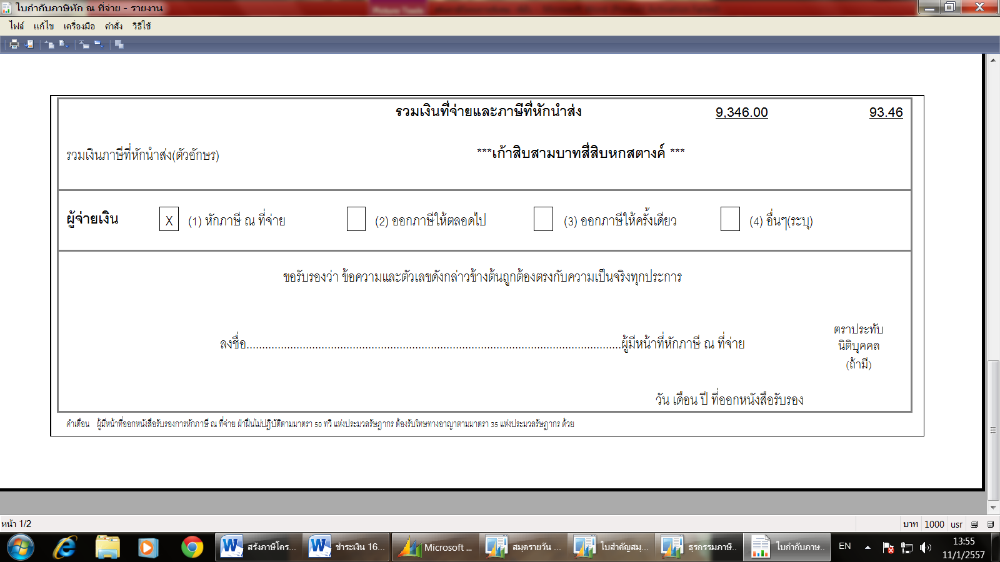 ใบกำกับภาษีหัก ณ ที่จ่าย - รายงาน
ไฟล์ แก้ไข เครื่องมือ คำสั่ง วิธีใช้
รวมเงินที่จ่ายและภาษีที่หักนำส่ง 9,346.00 93.46
รวมเงินภาษีที่หักนำส่ง(ตัวอักษร) ***เก้าสิบสามบาทสี่สิบหกสตางค์ ***
ผู้จ่ายเงิน X (1) หักภาษี ณ ที่จ่าย (2) ออกภาษีให้ตลอดไป (3) ออกภาษีให้ครั้งเดียว (4) อื่นๆ(ระบุ)
ขอรับรองว่า ข้อความและตัวเลขดังกล่าวข้างต้นถูกต้องตรงกับความเป็นจริงทุกประการ
ลงชื่อ........................................................................................................................ผู้มีหน้าที่หักภาษี ณ ที่จ่าย
ตราประทับ
นิติบุคคล
(ถ้ามี)
วัน เดือน ปี ที่ออกหนังสือรับรอง
คำเตือน ผู้มีหน้าที่ออกหนังสือรับรองการหักภาษี ณ ที่จ่าย ฝ่าฝืนไม่ปฏิบัติตามมาตรา 50 ทวิ แห่งประมวลรัษฎากร ต้องรับโทษทางอาญาตามมาตรา 35 แห่งประมวลรัษฎากร ด้วย
หน้า 1/2 บาท 1000 usr
สร้งภาษีโคร... ชำระเงิน 16... Microsoft ... สมุดรายวัน ... ใบสำคัญสมุ... ธุรกรรมภาษี.. ใบกำกับภาษ.. EN 13:55
11/1/2557